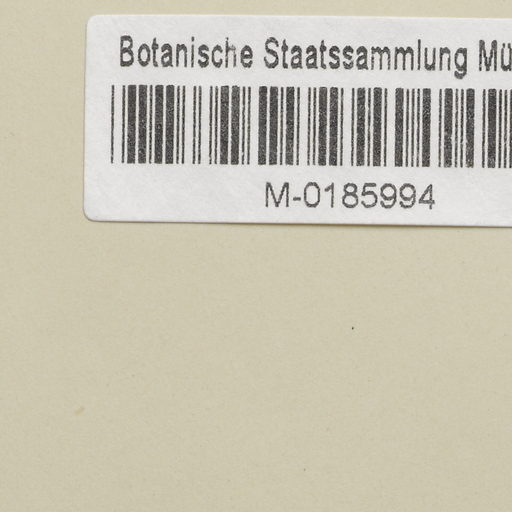 Botanische Staatssammlung Mü
M-0185994